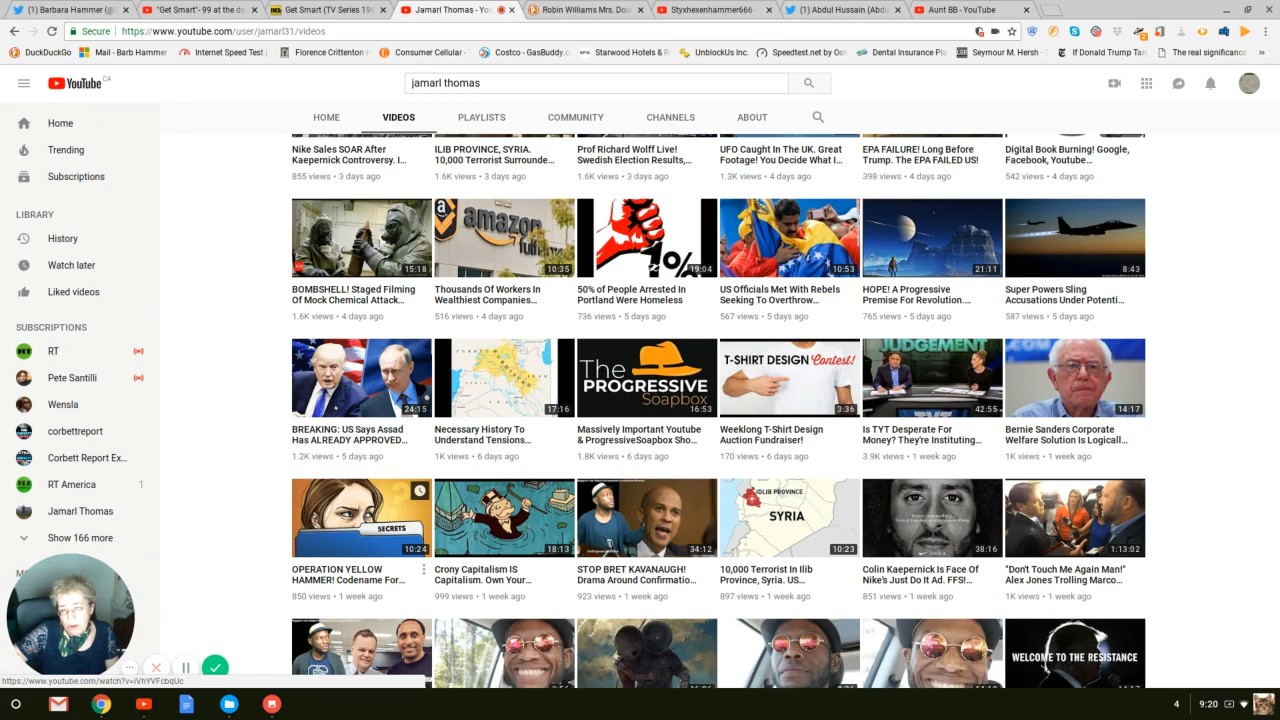 (1) Barbara Hammer (@
"Get Smart"- 99 at the do
Get Smart (TV Series 19
Jamarl Thomas - You
Robin Williams Mrs. Dou
Styxhexenhammer666 -
(1) Abdul Hussain (Abdu
Aunt BB - YouTube
Secure
https://www.youtube.com/user/jamarl31/videos
DuckDuckGo
Mail - Barb Hammer
Internet Speed Test
Florence Crittenton
Consumer Cellular -
Costco - GasBuddy.c
Starwood Hotels & R
UnblockUs Inc.
Speedtest.net by Ook
Dental Insurance Pla
Seymour M. Hersh -
If Donald Trump Targ
The real significance
YouTube CA
jamarl thomas
HOME
VIDEOS
PLAYLISTS
COMMUNITY
CHANNELS
ABOUT
Home
Trending
Subscriptions
LIBRARY
History
Watch later
Liked videos
SUBSCRIPTIONS
RT
Pete Santilli
Wensla
corbettreport
Corbett Report Ex...
RT America 1
Jamarl Thomas
Show 166 more
Nike Sales SOAR After
Kaepernick Controversy. I...
855 views • 3 days ago
ILIB PROVINCE, SYRIA.
10,000 Terrorist Surrounde...
1.6K views • 3 days ago
Prof Richard Wolff Live!
Swedish Election Results,...
1.6K views • 3 days ago
UFO Caught In The UK. Great
Footage! You Decide What I...
1.3K views • 4 days ago
EPA FAILURE! Long Before
Trump. The EPA FAILED US!
398 views • 4 days ago
Digital Book Burning! Google,
Facebook, Youtube...
542 views • 4 days ago
15:18
amazon
fulf
10:35
1%
19:04
10:53
21:11
8:43
BOMBSHELL! Staged Filming
Of Mock Chemical Attack...
1.6K views • 4 days ago
Thousands Of Workers In
Wealthiest Companies...
516 views • 4 days ago
50% of People Arrested In
Portland Were Homeless
736 views • 5 days ago
US Officials Met With Rebels
Seeking To Overthrow...
567 views • 5 days ago
HOPE! A Progressive
Premise For Revolution....
765 views • 5 days ago
Super Powers Sling
Accusations Under Potenti...
587 views • 5 days ago
24:15
17:16
The
PROGRESSIVE
Soapbox
16:53
T-SHIRT DESIGN Contest!
3:36
JUDGEMENT
42:55
14:17
BREAKING: US Says Assad
Has ALREADY APPROVED...
1.2K views • 5 days ago
Necessary History To
Understand Tensions...
1K views • 6 days ago
Massively Important Youtube
& ProgressiveSoapbox Sho...
1.8K views • 6 days ago
Weeklong T-Shirt Design
Auction Fundraiser!
170 views • 6 days ago
Is TYT Desperate For
Money? They're Instituting...
3.9K views • 1 week ago
Bernie Sanders Corporate
Welfare Solution Is Logicall...
1K views • 1 week ago
SECRETS
10:24
18:13
34:12
IDLIB PROVINCE
SYRIA
10:23
38:16
1:13:02
OPERATION YELLOW
HAMMER! Codename For...
850 views • 1 week ago
Crony Capitalism IS
Capitalism. Own Your...
999 views • 1 week ago
STOP BRET KAVANAUGH!
Drama Around Confirmatio...
923 views • 1 week ago
10,000 Terrorist In Ilib
Province, Syria. US...
897 views • 1 week ago
Colin Kaepernick Is Face Of
Nike's Just Do It Ad. FFS!...
851 views • 1 week ago
"Don't Touch Me Again Man!"
Alex Jones Trolling Marco...
1K views • 1 week ago
WELCOME TO THE RESISTANCE
https://www.youtube.com/watch?v=iVhYVFcbqUc
4
9:20